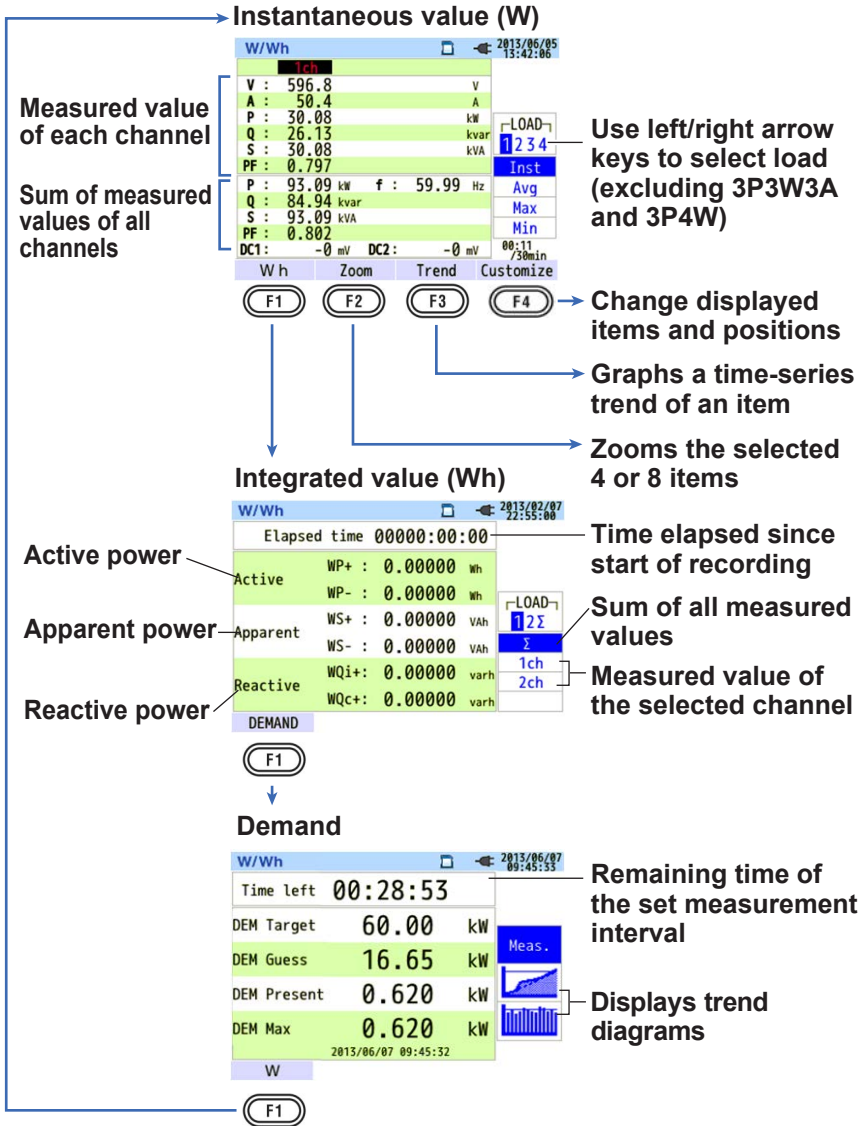 Instantaneous value (W)
W/Wh
2013/06/05
13:42:06
1ch
V : 596.8 V
A : 50.4 A
P : 30.08 kW
Q : 26.13 kvar
S : 30.08 kVA
PF : 0.797
P : 93.09 kW f : 59.99 Hz
Q : 84.94 kvar
S : 93.09 kVA
PF : 0.802
DC1: -0 mV DC2: -0 mV
LOAD
1 2 3 4
Inst
Avg
Max
Min
00:11
/30min
Wh Zoom Trend Customize
F1 F2 F3 F4
Measured value
of each channel
Sum of measured
values of all
channels
Use left/right arrow
keys to select load
(excluding 3P3W3A
and 3P4W)
Change displayed
items and positions
Graphs a time-series
trend of an item
Zooms the selected
4 or 8 items
Integrated value (Wh)
W/Wh
2013/02/07
22:55:00
Elapsed time 00000:00:00
Active
WP+ : 0.00000 Wh
WP- : 0.00000 Wh
Apparent
WS+ : 0.00000 VAh
WS- : 0.00000 VAh
Reactive
WQi+: 0.00000 varh
WQc+: 0.00000 varh
LOAD
1 2 Σ
Σ
1ch
2ch
DEMAND
F1
Active power
Apparent power
Reactive power
Time elapsed since
start of recording
Sum of all measured
values
Measured value of
the selected channel
Demand
W/Wh
2013/06/07
09:45:33
Time left 00:28:53
DEM Target 60.00 kW
DEM Guess 16.65 kW
DEM Present 0.620 kW
DEM Max 0.620 kW
2013/06/07 09:45:32
Meas.
W
F1
Remaining time of
the set measurement
interval
Displays trend
diagrams